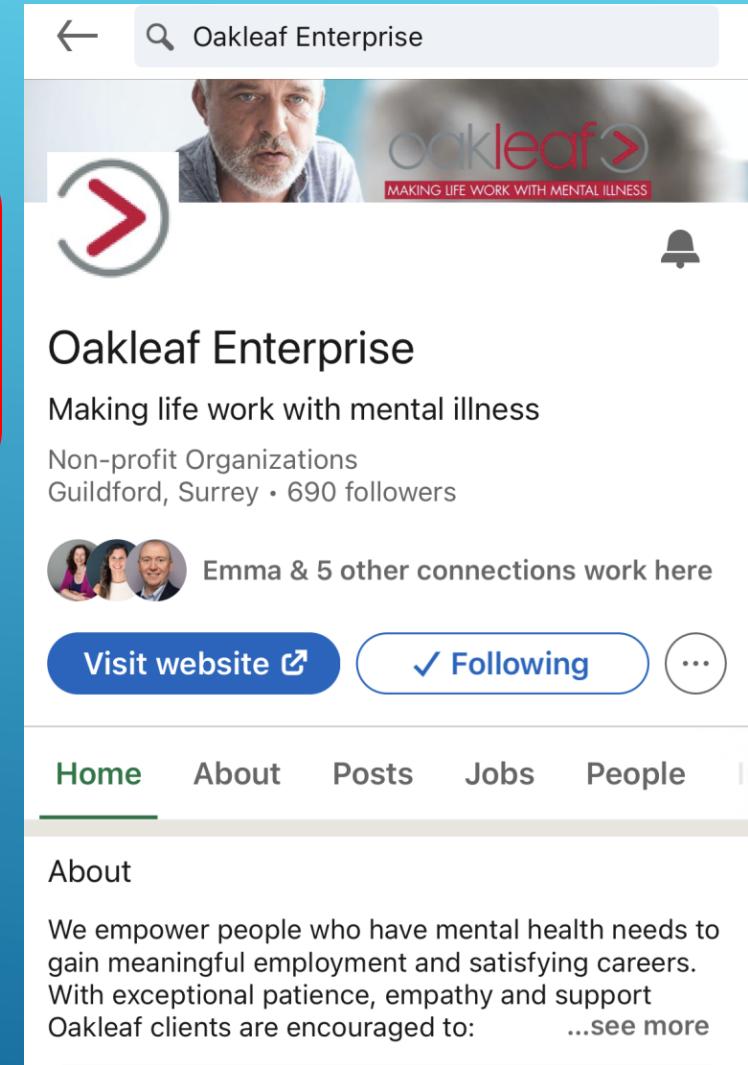 Oakleaf Enterprise
oakleaf
MAKING LIFE WORK WITH MENTAL ILLNESS
Oakleaf Enterprise
Making life work with mental illness
Non-profit Organizations
Guildford, Surrey • 690 followers
Emma & 5 other connections work here
Visit website ✓ Following ...
Home About Posts Jobs People
About
We empower people who have mental health needs to
gain meaningful employment and satisfying careers.
With exceptional patience, empathy and support
Oakleaf clients are encouraged to: ...see more